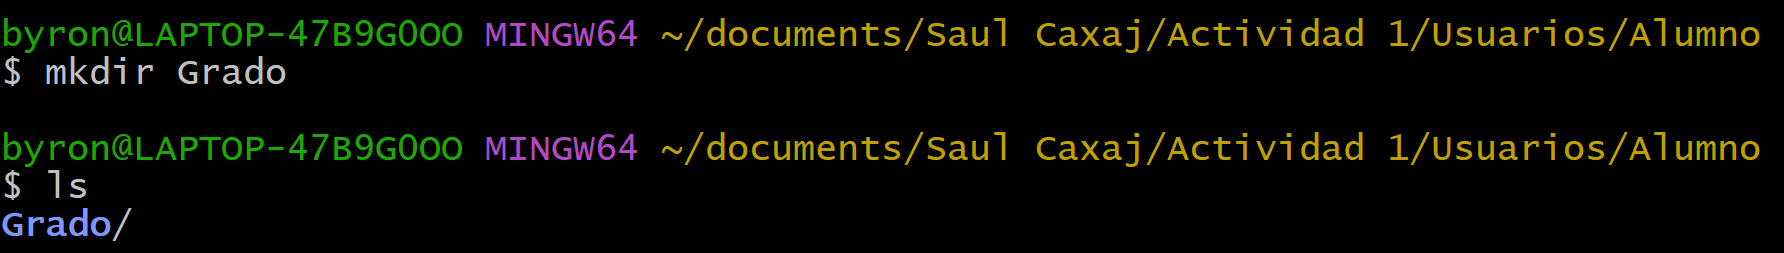 byron@LAPTOP-47B9G0OO MINGW64 ~/documents/Saul Caxaj/Actividad 1/Usuarios/Alumno
$ mkdir Grado
byron@LAPTOP-47B9G0OO MINGW64 ~/documents/Saul Caxaj/Actividad 1/Usuarios/Alumno
$ ls
Grado/